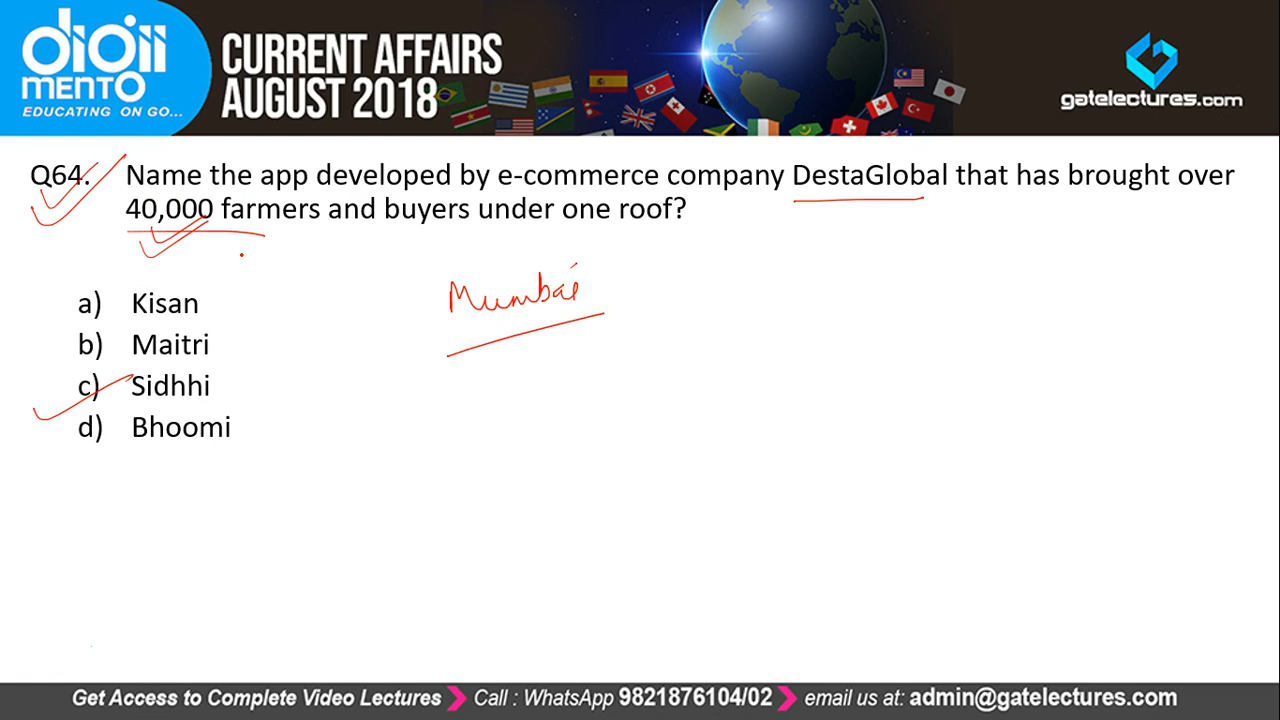 digii
MENTO
EDUCATING ON GO...
CURRENT AFFAIRS
AUGUST 2018
gatelectures.com
Q64. Name the app developed by e-commerce company DestaGlobal that has brought over
40,000 farmers and buyers under one roof?
Mumbai
a) Kisan
b) Maitri
c) Sidhhi
d) Bhoomi
Get Access to Complete Video Lectures Call : WhatsApp 9821876104/02 email us at: admin@gatelectures.com